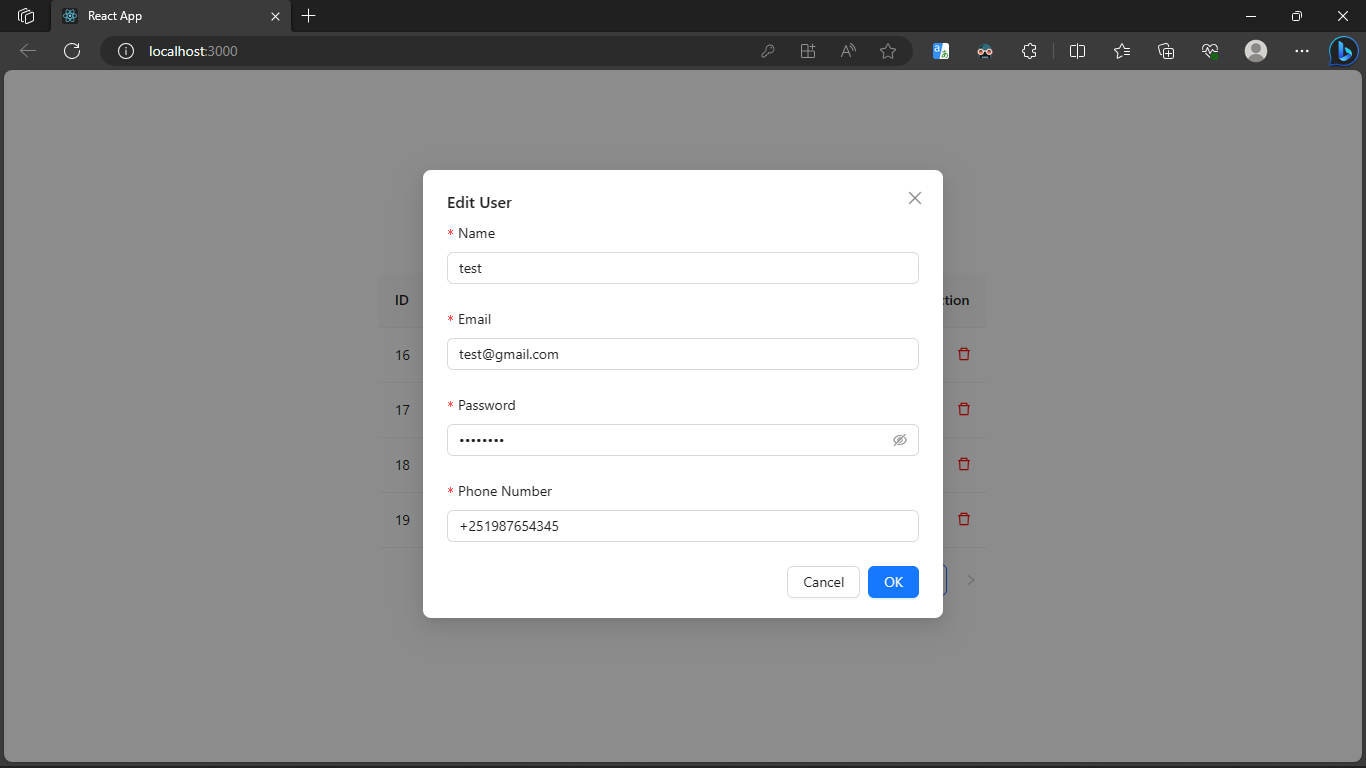 React App
localhost:3000
Edit User
* Name
test
* Email
test@gmail.com
* Password
••••••••
* Phone Number
+251987654345
Cancel OK
ID
16
17
18
19